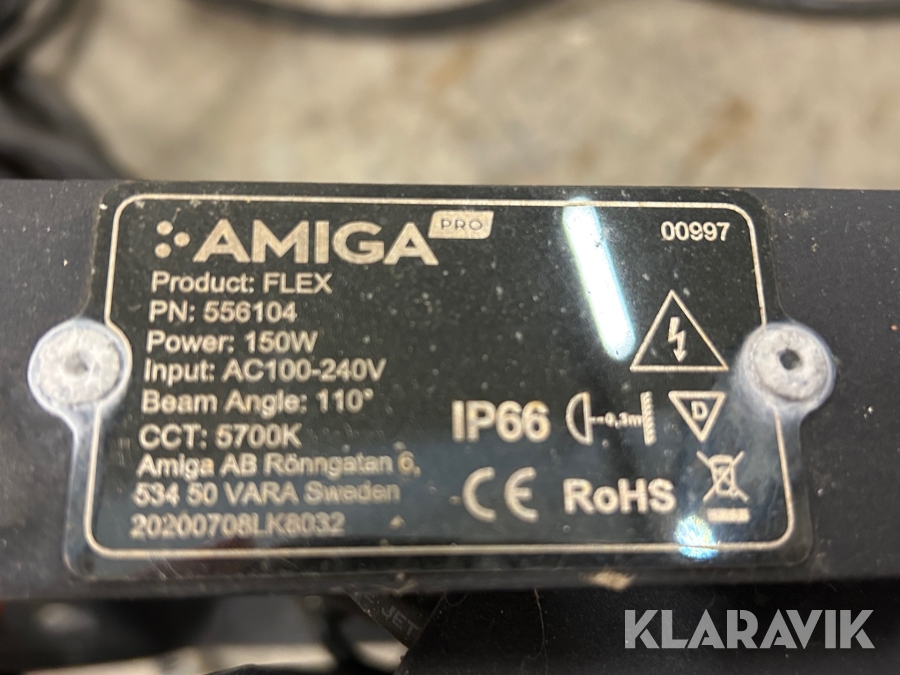 AMIGA PRO
00997
Product: FLEX
PN: 556104
Power: 150W
Input: AC100-240V
Beam Angle: 110°
CCT: 5700K
IP66
0,3m
D
Amiga AB Rönngatan 6,
534 50 VARA Sweden
20200708LK8032
CE RoHS
JET
KLARAVIK